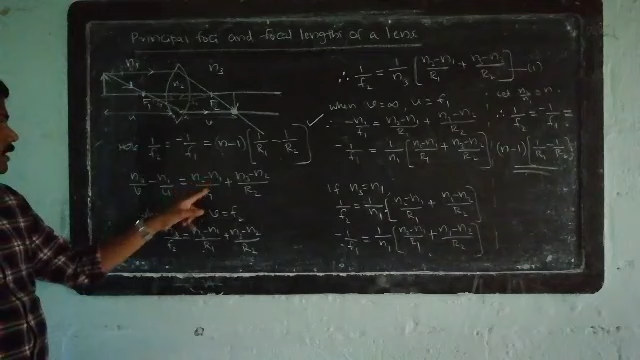 Principal foci and focal lengths of a lens
n₁ n₂ n₃
F₁ F₂
u v
1/f₂ = -1/f₁ = (n-1) [1/R₁ - 1/R₂]
n₃/v - n₁/u = n₂-n₁/R₁ + n₃-n₂/R₂
v = f₂
n₂-n₁/R₁ + n₃-n₂/R₂
∴ 1/f₂ = 1/n₃ [n₂-n₁/R₁ + n₃-n₂/R₂] —(1)
when v=∞, u=f₁
-n₁/f₁ = n₂-n₁/R₁ + n₃-n₂/R₂
-1/f₁ = 1/n₁ [n₂-n₁/R₁ + n₃-n₂/R₂]
If n₃=n₁
1/f₂ = 1/n₁ [n₂-n₁/R₁ + n₁-n₂/R₂]
-1/f₁ = 1/n₁ [n₂-n₁/R₁ + n₁-n₂/R₂]
= n
∴ 1/f₂ = -1/f₁ =
(n-1) [1/R₁ - 1/R₂]